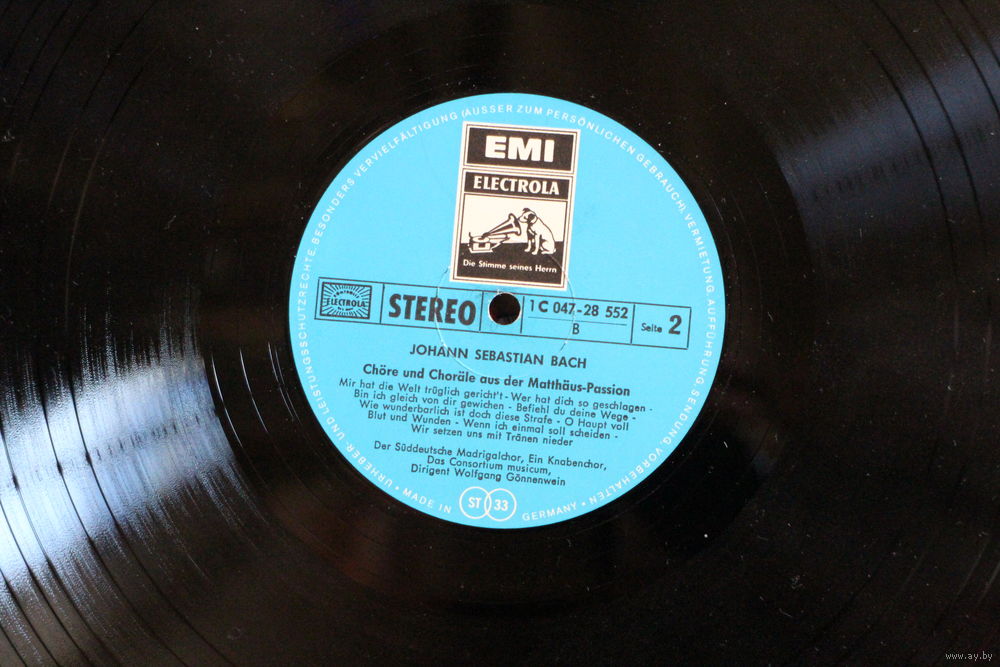 EMI
ELECTROLA
Die Stimme seines Herrn
ELECTROLA
STEREO
1 C 047-28 552
B
Seite 2
JOHANN SEBASTIAN BACH
Chöre und Choräle aus der Matthäus-Passion
Mir hat die Welt trüglich gericht't - Wer hat dich so geschlagen -
Bin ich gleich von dir gewichen - Befiehl du deine Wege -
Wie wunderbarlich ist doch diese Strafe - O Haupt voll
Blut und Wunden - Wenn ich einmal soll scheiden -
Wir setzen uns mit Tränen nieder
Der Süddeutsche Madrigalchor, Ein Knabenchor,
Das Consortium musicum,
Dirigent Wolfgang Gönnenwein
ST 33
URHEBER- UND LEISTUNGSSCHUTZRECHTE, BESONDERS VERVIELFÄLTIGUNG (AUSSER ZUM PERSÖNLICHEN GEBRAUCH), VERMIETUNG, AUFFÜHRUNG, SENDUNG, VORBEHALTEN •
• MADE IN GERMANY •
www.ay.by